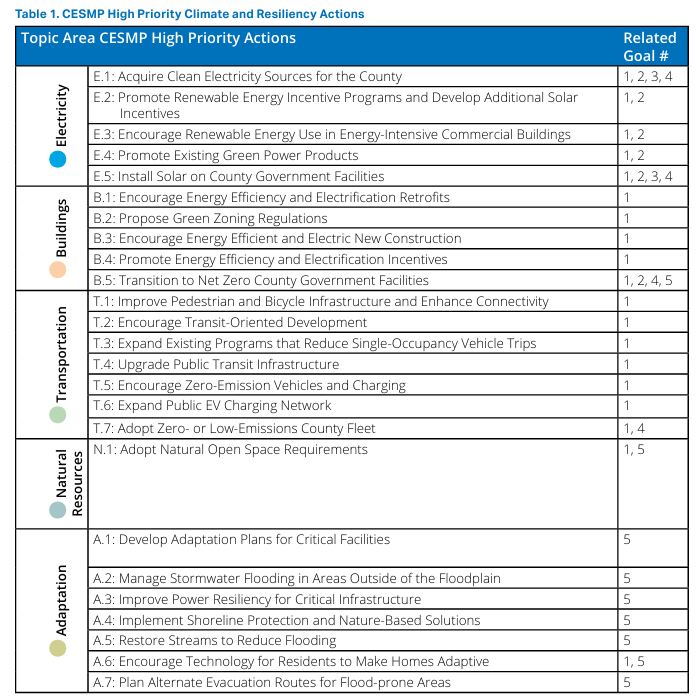 Table 1. CESMP High Priority Climate and Resiliency Actions
Topic Area CESMP High Priority Actions Related
Goal #
Electricity
E.1: Acquire Clean Electricity Sources for the County 1, 2, 3, 4
E.2: Promote Renewable Energy Incentive Programs and Develop Additional Solar 1, 2
Incentives
E.3: Encourage Renewable Energy Use in Energy-Intensive Commercial Buildings 1, 2
E.4: Promote Existing Green Power Products 1, 2
E.5: Install Solar on County Government Facilities 1, 2, 3, 4
Buildings
B.1: Encourage Energy Efficiency and Electrification Retrofits 1
B.2: Propose Green Zoning Regulations 1
B.3: Encourage Energy Efficient and Electric New Construction 1
B.4: Promote Energy Efficiency and Electrification Incentives 1
B.5: Transition to Net Zero County Government Facilities 1, 2, 4, 5
Transportation
T.1: Improve Pedestrian and Bicycle Infrastructure and Enhance Connectivity 1
T.2: Encourage Transit-Oriented Development 1
T.3: Expand Existing Programs that Reduce Single-Occupancy Vehicle Trips 1
T.4: Upgrade Public Transit Infrastructure 1
T.5: Encourage Zero-Emission Vehicles and Charging 1
T.6: Expand Public EV Charging Network 1
T.7: Adopt Zero- or Low-Emissions County Fleet 1, 4
Natural
Resources
N.1: Adopt Natural Open Space Requirements 1, 5
Adaptation
A.1: Develop Adaptation Plans for Critical Facilities 5
A.2: Manage Stormwater Flooding in Areas Outside of the Floodplain 5
A.3: Improve Power Resiliency for Critical Infrastructure 5
A.4: Implement Shoreline Protection and Nature-Based Solutions 5
A.5: Restore Streams to Reduce Flooding 5
A.6: Encourage Technology for Residents to Make Homes Adaptive 1, 5
A.7: Plan Alternate Evacuation Routes for Flood-prone Areas 5